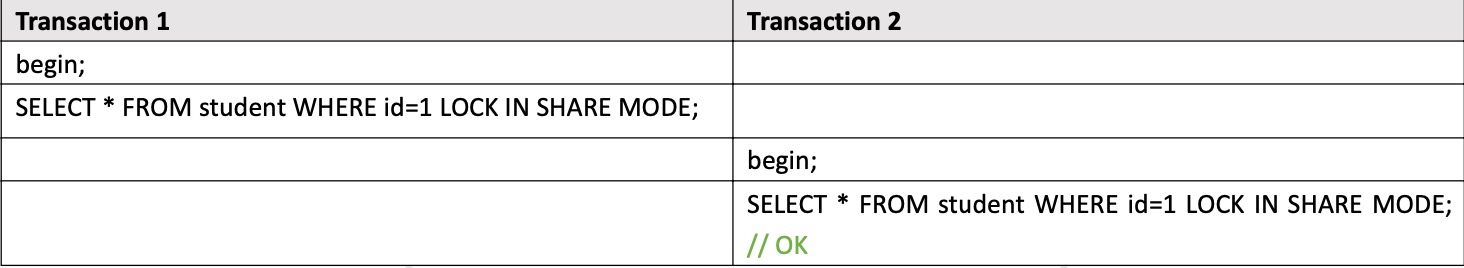 Transaction 1
Transaction 2
begin;
SELECT * FROM student WHERE id=1 LOCK IN SHARE MODE;
begin;
SELECT * FROM student WHERE id=1 LOCK IN SHARE MODE;
// OK